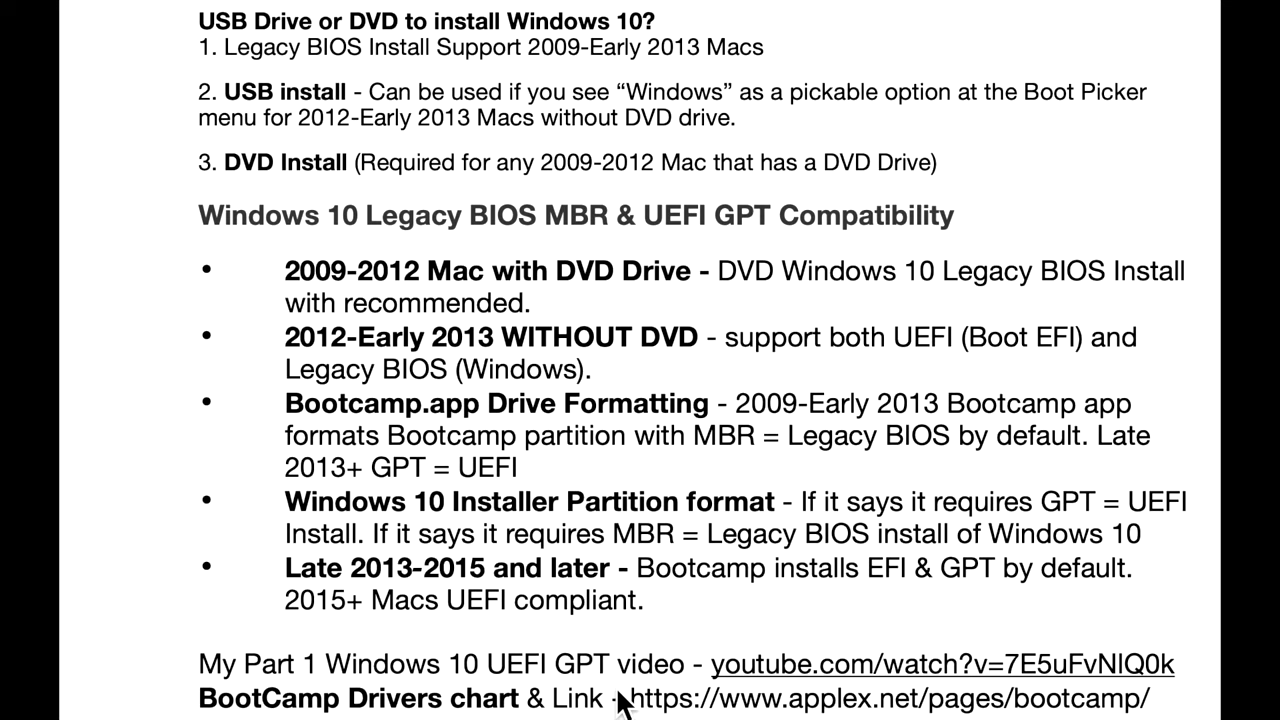 USB Drive or DVD to install Windows 10?
1. Legacy BIOS Install Support 2009-Early 2013 Macs
2. USB install - Can be used if you see “Windows” as a pickable option at the Boot Picker
menu for 2012-Early 2013 Macs without DVD drive.
3. DVD Install (Required for any 2009-2012 Mac that has a DVD Drive)
Windows 10 Legacy BIOS MBR & UEFI GPT Compatibility
• 2009-2012 Mac with DVD Drive - DVD Windows 10 Legacy BIOS Install
with recommended.
• 2012-Early 2013 WITHOUT DVD - support both UEFI (Boot EFI) and
Legacy BIOS (Windows).
• Bootcamp.app Drive Formatting - 2009-Early 2013 Bootcamp app
formats Bootcamp partition with MBR = Legacy BIOS by default. Late
2013+ GPT = UEFI
• Windows 10 Installer Partition format - If it says it requires GPT = UEFI
Install. If it says it requires MBR = Legacy BIOS install of Windows 10
• Late 2013-2015 and later - Bootcamp installs EFI & GPT by default.
2015+ Macs UEFI compliant.
My Part 1 Windows 10 UEFI GPT video - youtube.com/watch?v=7E5uFvNlQ0k
BootCamp Drivers chart & Link - https://www.applex.net/pages/bootcamp/